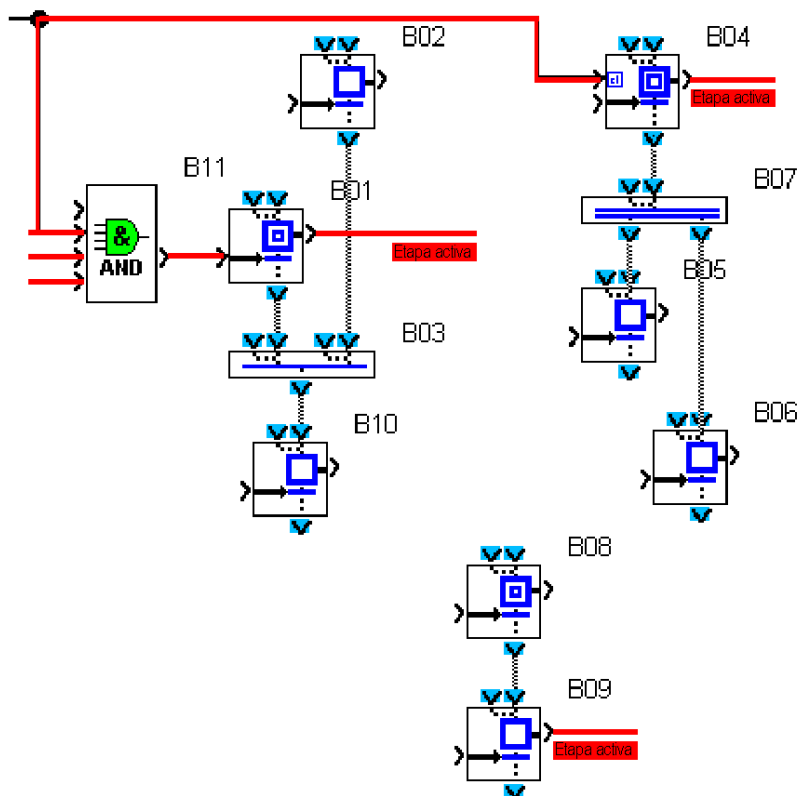 B02
B04
Etapa activa
B11
B01
B07
&
AND
Etapa activa
B05
B03
B10
B06
B08
B09
Etapa activa